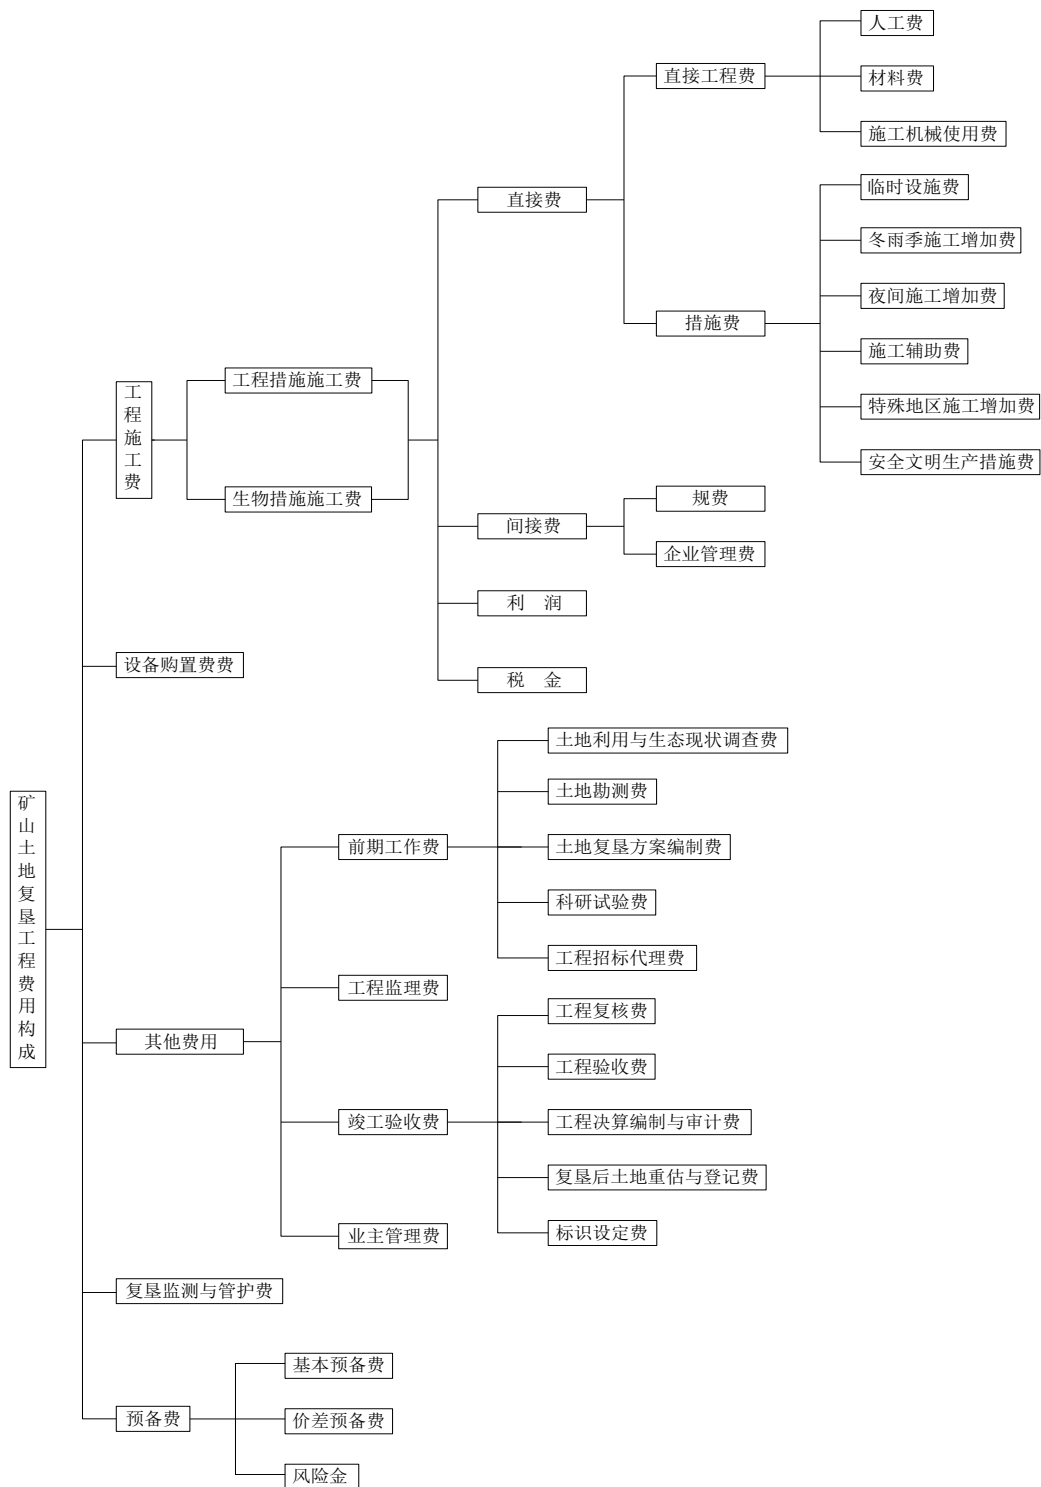 矿山土地复垦工程费用构成
工程施工费
工程措施施工费
生物措施施工费
直接费
直接工程费
人工费
材料费
施工机械使用费
措施费
临时设施费
冬雨季施工增加费
夜间施工增加费
施工辅助费
特殊地区施工增加费
安全文明生产措施费
间接费
规费
企业管理费
利 润
税 金
设备购置费费
其他费用
前期工作费
土地利用与生态现状调查费
土地勘测费
土地复垦方案编制费
科研试验费
工程招标代理费
工程监理费
竣工验收费
工程复核费
工程验收费
工程决算编制与审计费
复垦后土地重估与登记费
标识设定费
业主管理费
复垦监测与管护费
预备费
基本预备费
价差预备费
风险金